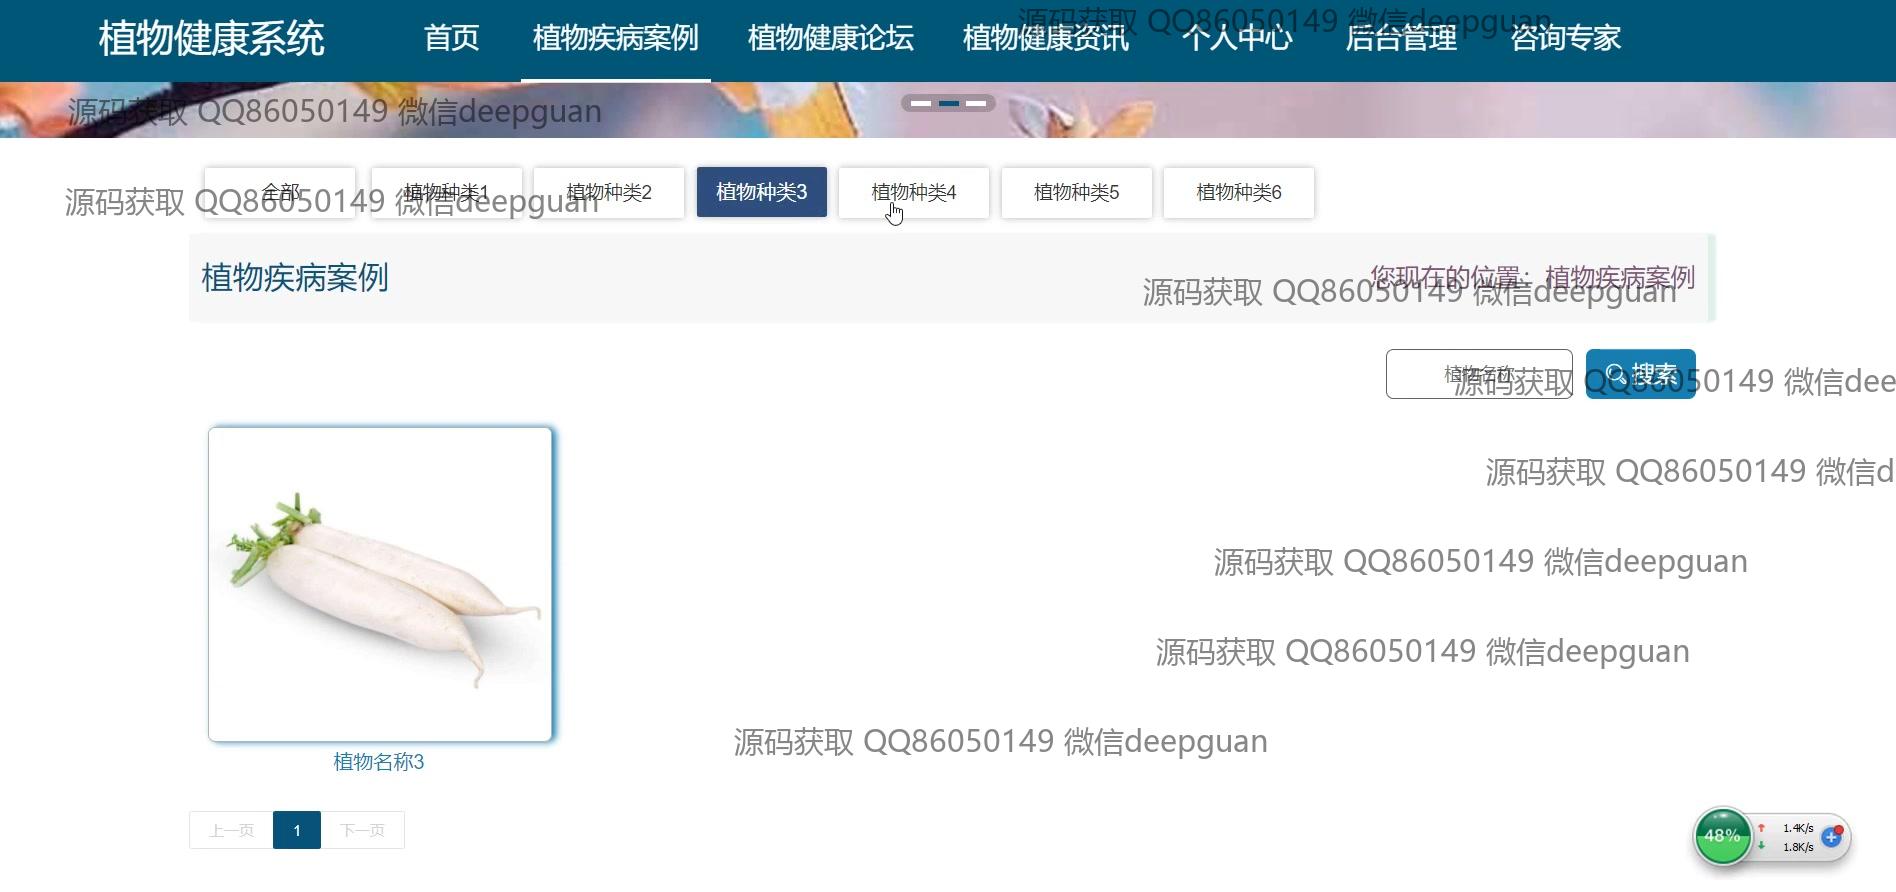 植物健康系统 首页 植物疾病案例 植物健康论坛 植物健康资讯 个人中心 后台管理 咨询专家
源码获取 QQ86050149 微信deepguan
源码获取 QQ86050149 微信deepguan
全部 植物种类1 植物种类2 植物种类3 植物种类4 植物种类5 植物种类6
源码获取 QQ86050149 微信deepguan
植物疾病案例
您现在的位置：植物疾病案例
源码获取 QQ86050149 微信deepguan
植物名称 搜索
源码获取 QQ86050149 微信dee
源码获取 QQ86050149 微信d
源码获取 QQ86050149 微信deepguan
源码获取 QQ86050149 微信deepguan
源码获取 QQ86050149 微信deepguan
植物名称3
上一页 1 下一页
48% 1.4K/s
1.8K/s